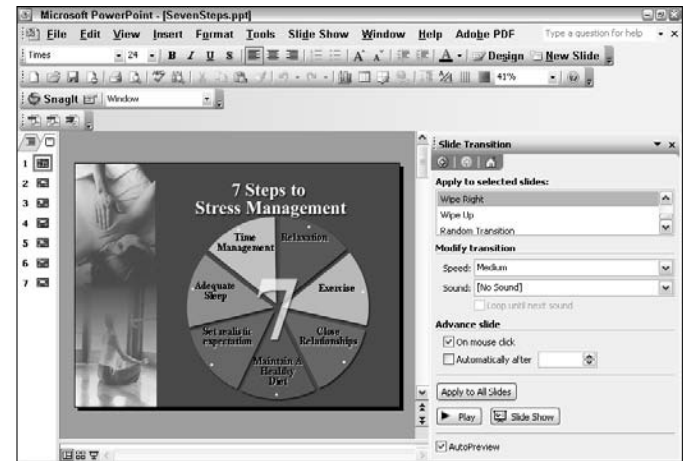 Microsoft PowerPoint - [SevenSteps.ppt]
File Edit View Insert Format Tools Slide Show Window Help Adobe PDF Type a question for help
Times 24 B I U S A A A Design New Slide
41%
SnagIt Window
Slide Transition
Apply to selected slides:
Wipe Right
Wipe Up
Random Transition
Modify transition
Speed: Medium
Sound: [No Sound]
Loop until next sound
Advance slide
On mouse click
Automatically after
Apply to All Slides
Play Slide Show
AutoPreview
1
2
3
4
5
6
7
7 Steps to
Stress Management
Time
Management
Relaxation
Adequate
Sleep
Exercise
7
Set realistic
expectation
Close
Relationships
Maintain A
Healthy
Diet